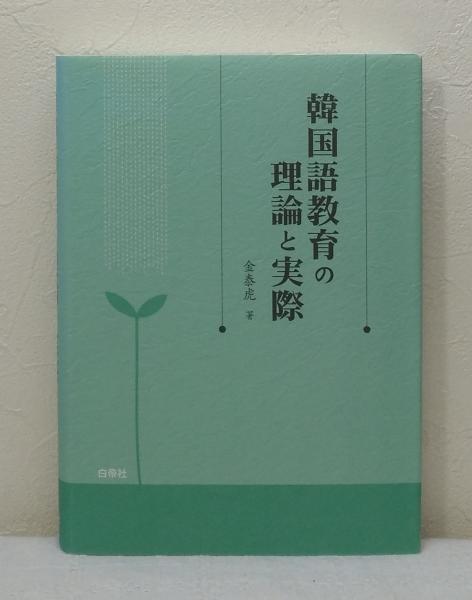 韓国語教育の
理論と実際
金泰虎 著
白帝社